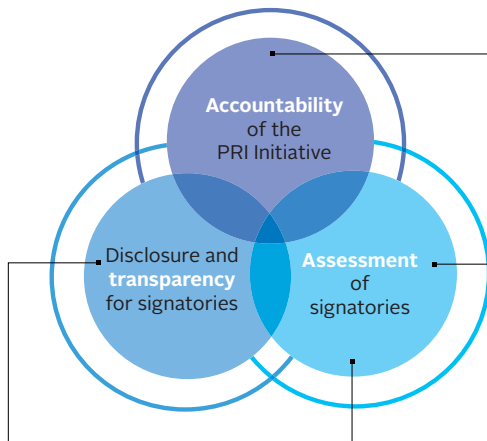 Accountability
of the
PRI Initiative
Disclosure and
transparency
for signatories
Assessment
of
signatories